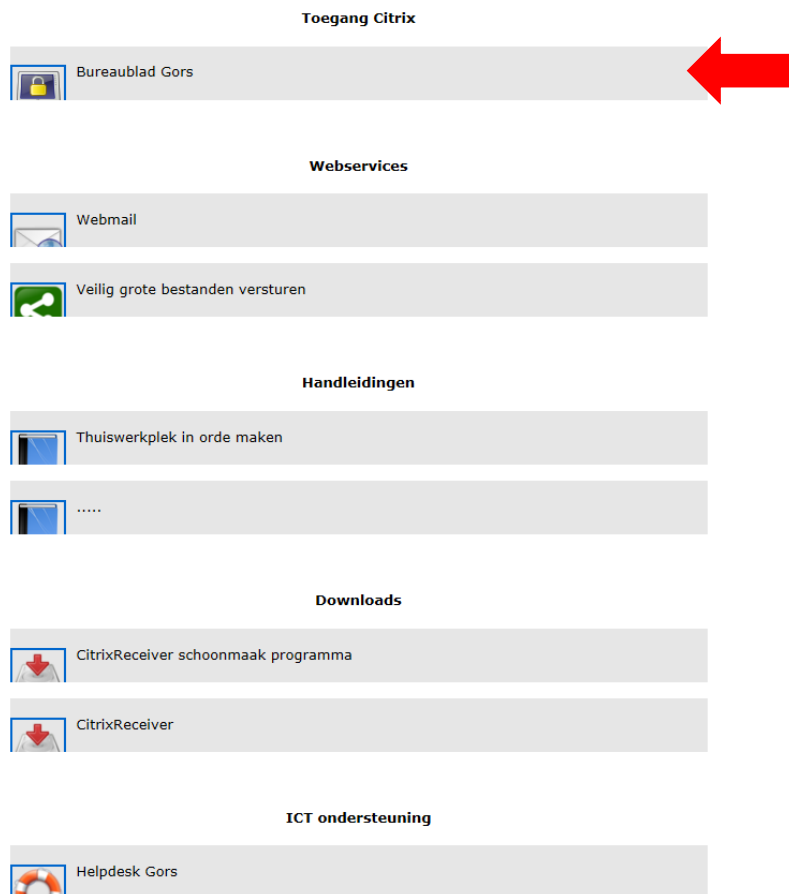 Toegang Citrix
Bureaublad Gors
Webservices
Webmail
Veilig grote bestanden versturen
Handleidingen
Thuiswerkplek in orde maken
.....
Downloads
CitrixReceiver schoonmaak programma
CitrixReceiver
ICT ondersteuning
Helpdesk Gors